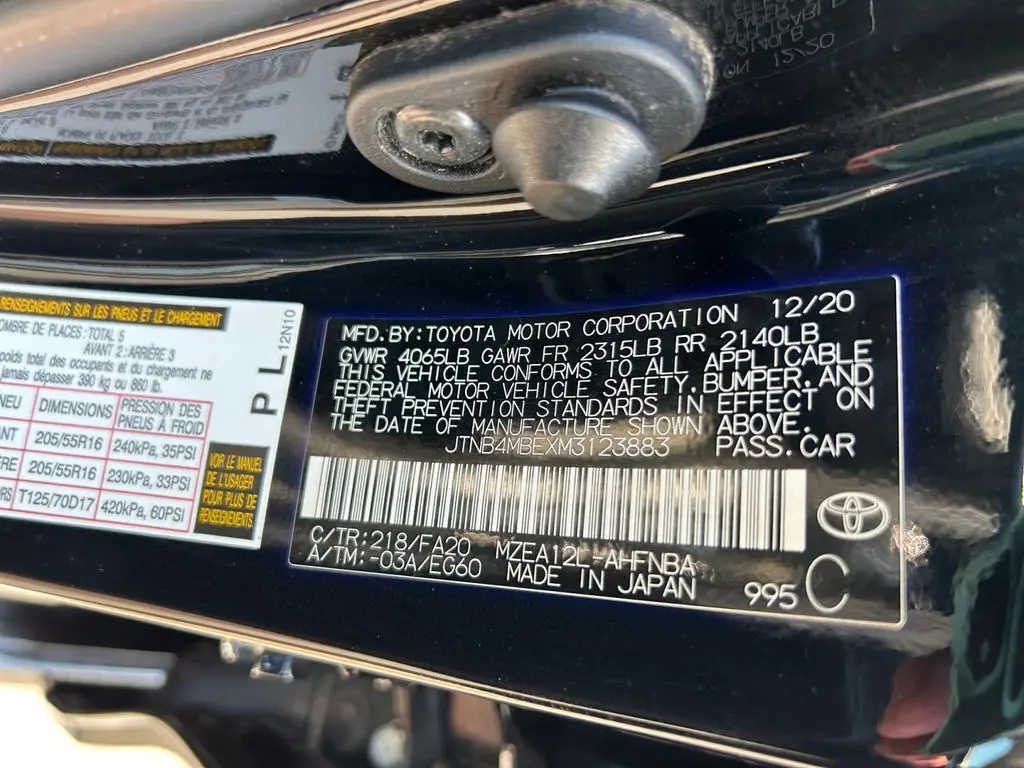 RENSEIGNEMENTS SUR LES PNEUS ET LE CHARGEMENT
NOMBRE DE PLACES : TOTAL 5
AVANT 2 : ARRIÈRE 3
poids total des occupants et du chargement ne
jamais dépasser 390 kg ou 860 lb.
DIMENSIONS PRESSION DES PNEUS À FROID
205/55R16 240kPa, 35PSI
205/55R16 230kPa, 33PSI
T125/70D17 420kPa, 60PSI
VOIR LE MANUEL
DE L'USAGER
POUR PLUS DE
RENSEIGNEMENTS
P L 12N10
MFD. BY: TOYOTA MOTOR CORPORATION 12/20
GVWR 4065LB GAWR FR 2315LB RR 2140LB
THIS VEHICLE CONFORMS TO ALL APPLICABLE
FEDERAL MOTOR VEHICLE SAFETY, BUMPER, AND
THEFT PREVENTION STANDARDS IN EFFECT ON
THE DATE OF MANUFACTURE SHOWN ABOVE.
JTNB4MBEXM3123883 PASS. CAR
C/TR: 218/FA20 MZEA12L-AHFNBA
A/TM: -03A/EG60 MADE IN JAPAN 995 C